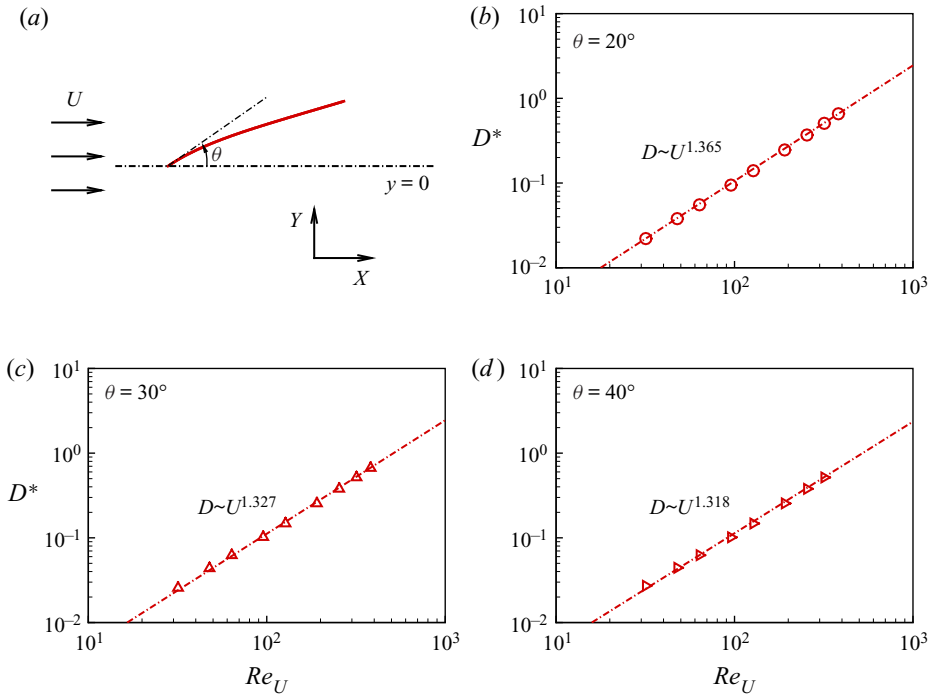 (a)
U
θ
y = 0
Y
X
(b)
θ = 20°
D*
D~U^1.365
10^1
10^0
10^–1
10^–2
10^1 10^2 10^3
(c)
θ = 30°
D*
D~U^1.327
10^1
10^0
10^–1
10^–2
10^1 10^2 10^3
Re_U
(d)
θ = 40°
D~U^1.318
10^1
10^0
10^–1
10^–2
10^1 10^2 10^3
Re_U